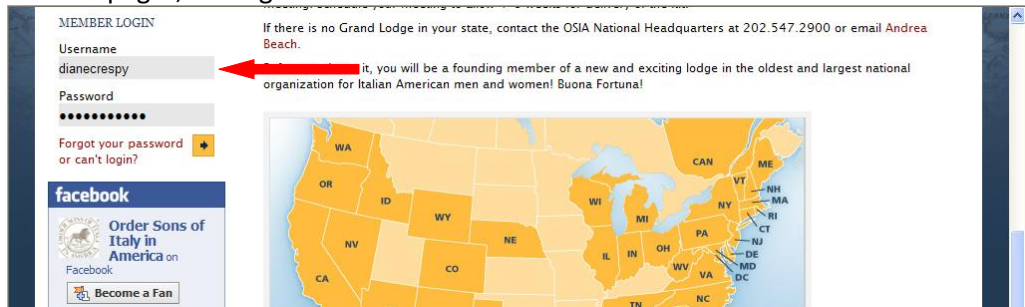 MEMBER LOGIN
Username
dianecrespy
Password
•••••••••••
Forgot your password
or can't login?
facebook
Order Sons of
Italy in
America on
Facebook
Become a Fan
If there is no Grand Lodge in your state, contact the OSIA National Headquarters at 202.547.2900 or email Andrea
Beach.
it, you will be a founding member of a new and exciting lodge in the oldest and largest national
organization for Italian American men and women! Buona Fortuna!
WA
OR
ID
WY
NV
CA
CO
NE
WI
MI
IL
IN
OH
WV
VA
PA
NY
CAN
VT
ME
NH
MA
RI
CT
NJ
DE
MD
DC
NC
TN